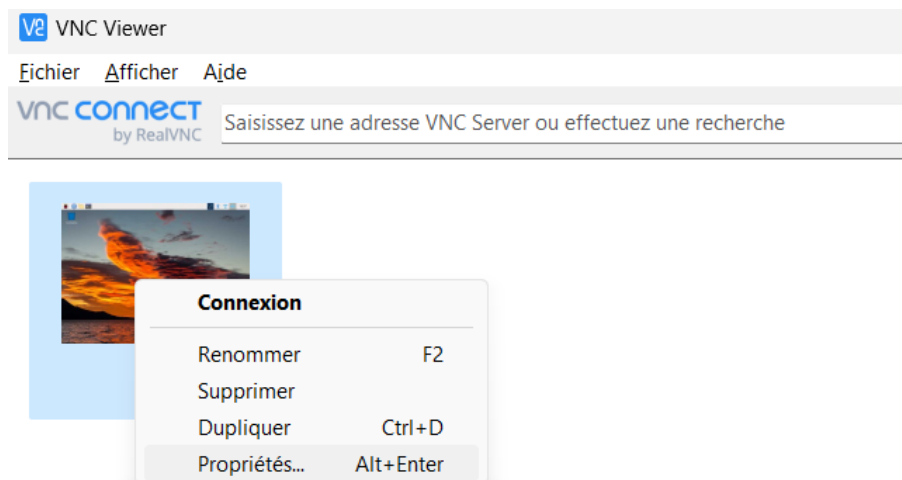 V2 VNC Viewer
Fichier Afficher Aide
vnc connect
by RealVNC
Saisissez une adresse VNC Server ou effectuez une recherche
Connexion
Renommer F2
Supprimer
Dupliquer Ctrl+D
Propriétés... Alt+Enter